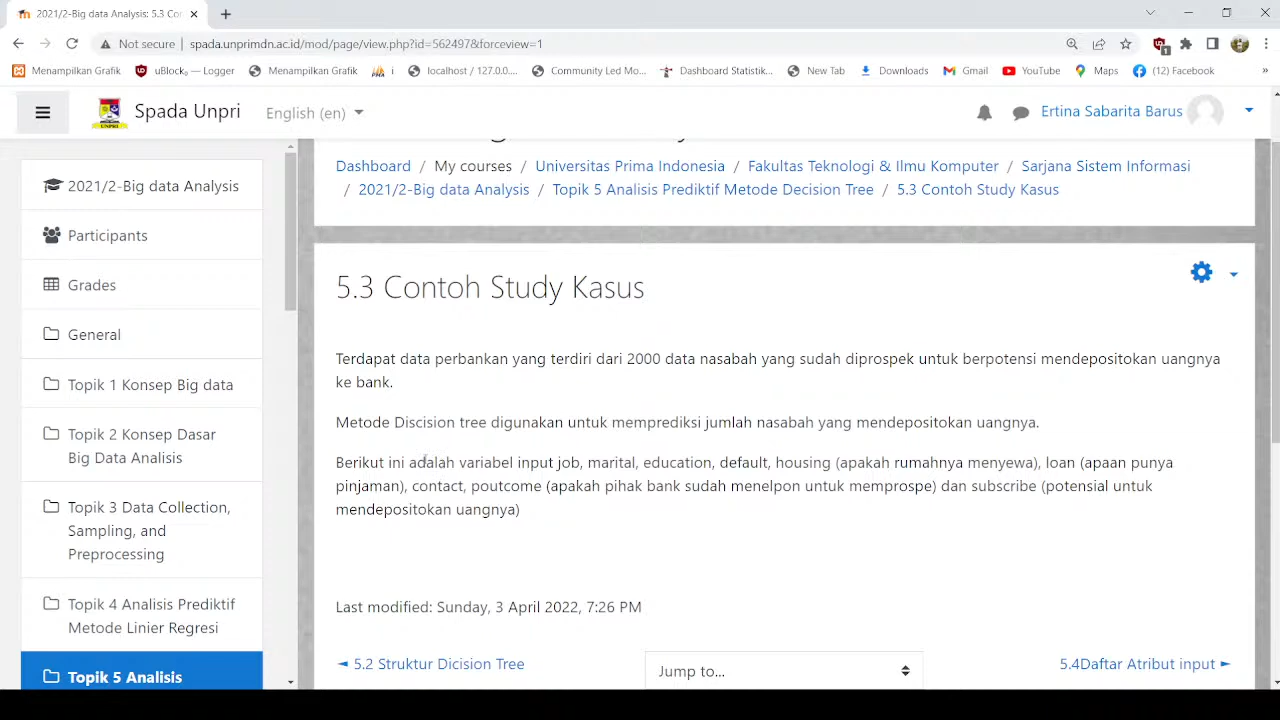 2021/2-Big data Analysis: 5.3 Co
Not secure | spada.unprimdn.ac.id/mod/page/view.php?id=562497&forceview=1
Menampilkan Grafik uBlock₀ — Logger Menampilkan Grafik i localhost / 127.0.0.... Community Led Mo... Dashboard Statistik... New Tab Downloads Gmail YouTube Maps (12) Facebook »
Spada Unpri English (en) Ertina Sabarita Barus
Dashboard / My courses / Universitas Prima Indonesia / Fakultas Teknologi & Ilmu Komputer / Sarjana Sistem Informasi
/ 2021/2-Big data Analysis / Topik 5 Analisis Prediktif Metode Decision Tree / 5.3 Contoh Study Kasus
2021/2-Big data Analysis
Participants
Grades
General
Topik 1 Konsep Big data
Topik 2 Konsep Dasar
Big Data Analysis
Topik 3 Data Collection,
Sampling, and
Preprocessing
Topik 4 Analisis Prediktif
Metode Linier Regresi
Topik 5 Analisis
5.3 Contoh Study Kasus
Terdapat data perbankan yang terdiri dari 2000 data nasabah yang sudah diprospek untuk berpotensi mendepositokan uangnya
ke bank.
Metode Discision tree digunakan untuk memprediksi jumlah nasabah yang mendepositokan uangnya.
Berikut ini adalah variabel input job, marital, education, default, housing (apakah rumahnya menyewa), loan (apaan punya
pinjaman), contact, poutcome (apakah pihak bank sudah menelpon untuk memprospe) dan subscribe (potensial untuk
mendepositokan uangnya)
Last modified: Sunday, 3 April 2022, 7:26 PM
◄ 5.2 Struktur Dicision Tree
Jump to...
5.4Daftar Atribut input ►